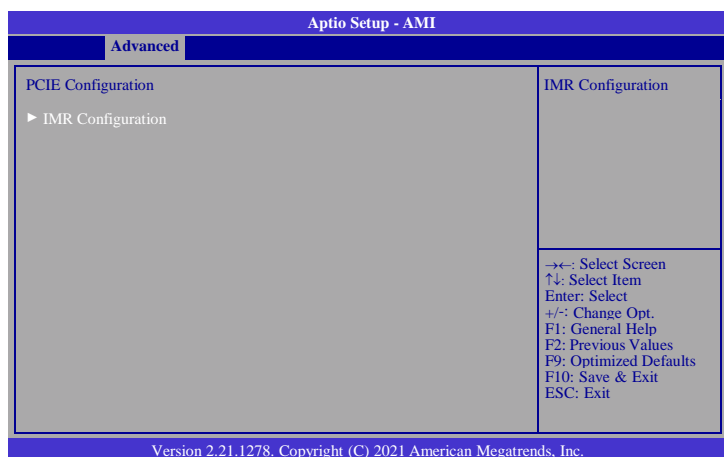 Aptio Setup - AMI
Advanced
PCIE Configuration
► IMR Configuration
IMR Configuration
→←: Select Screen
↑↓: Select Item
Enter: Select
+/-: Change Opt.
F1: General Help
F2: Previous Values
F9: Optimized Defaults
F10: Save & Exit
ESC: Exit
Version 2.21.1278. Copyright (C) 2021 American Megatrends, Inc.